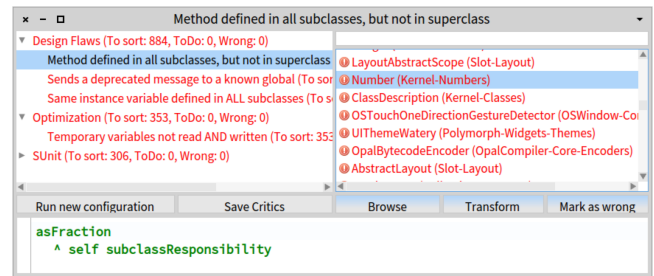 Method defined in all subclasses, but not in superclass
Design Flaws (To sort: 884, ToDo: 0, Wrong: 0)
Method defined in all subclasses, but not in superclass
Sends a deprecated message to a known global (To sor
Same instance variable defined in ALL subclasses (To s
Optimization (To sort: 353, ToDo: 0, Wrong: 0)
Temporary variables not read AND written (To sort: 353
SUnit (To sort: 306, ToDo: 0, Wrong: 0)
LayoutAbstractScope (Slot-Layout)
Number (Kernel-Numbers)
ClassDescription (Kernel-Classes)
OSTouchOneDirectionGestureDetector (OSWindow-Co
UIThemeWatery (Polymorph-Widgets-Themes)
OpalBytecodeEncoder (OpalCompiler-Core-Encoders)
AbstractLayout (Slot-Layout)
Run new configuration
Save Critics
Browse
Transform
Mark as wrong
asFraction
^ self subclassResponsibility